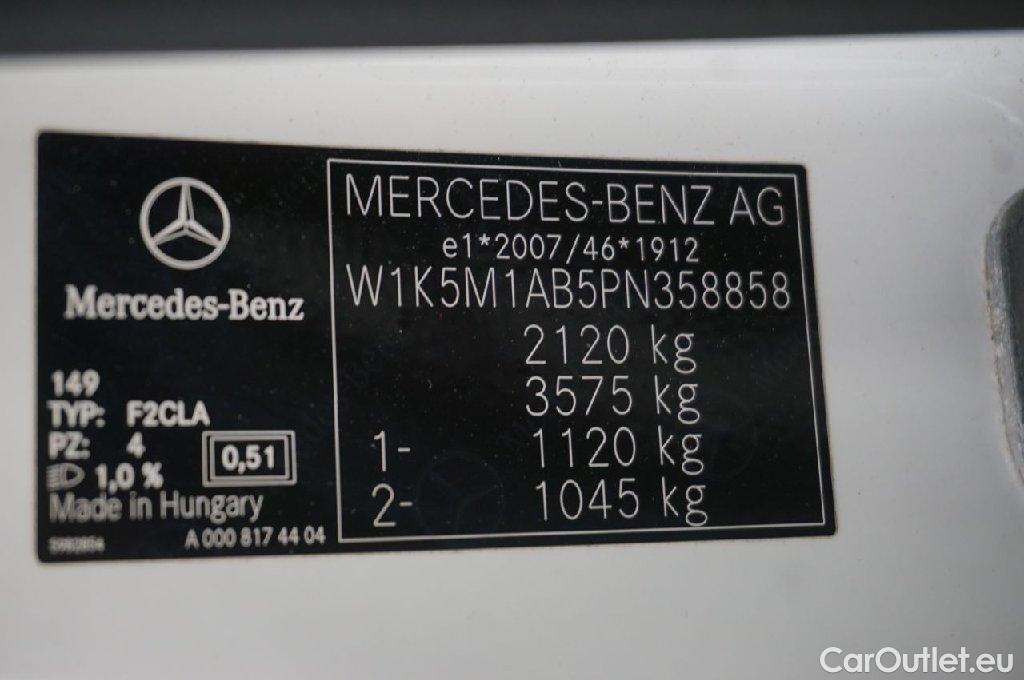 Mercedes-Benz
149
TYP: F2CLA
PZ: 4
1,0 %
0,51
Made in Hungary
A 000 817 44 04
MERCEDES-BENZ AG
e1*2007/46*1912
W1K5M1AB5PN358858
2120 kg
3575 kg
1- 1120 kg
2- 1045 kg
CarOutlet.eu